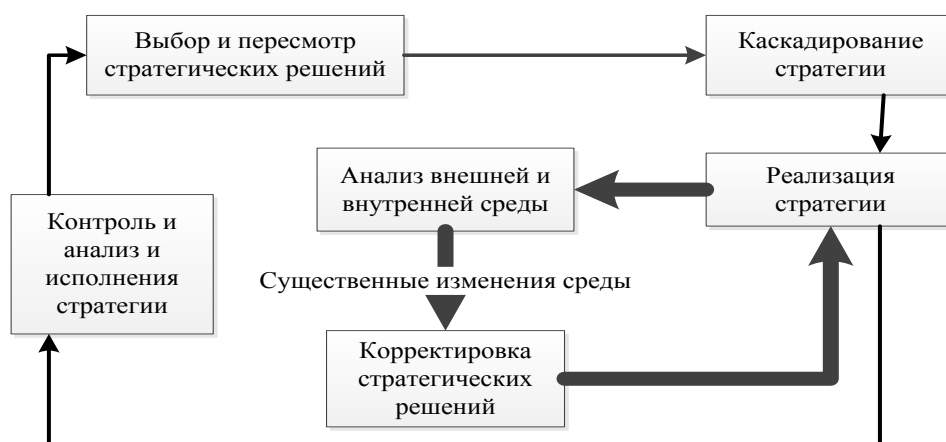 Выбор и пересмотр
стратегических решений
Каскадирование
стратегии
Анализ внешней и
внутренней среды
Реализация
стратегии
Контроль и
анализ и
исполнения
стратегии
Существенные изменения среды
Корректировка
стратегических
решений